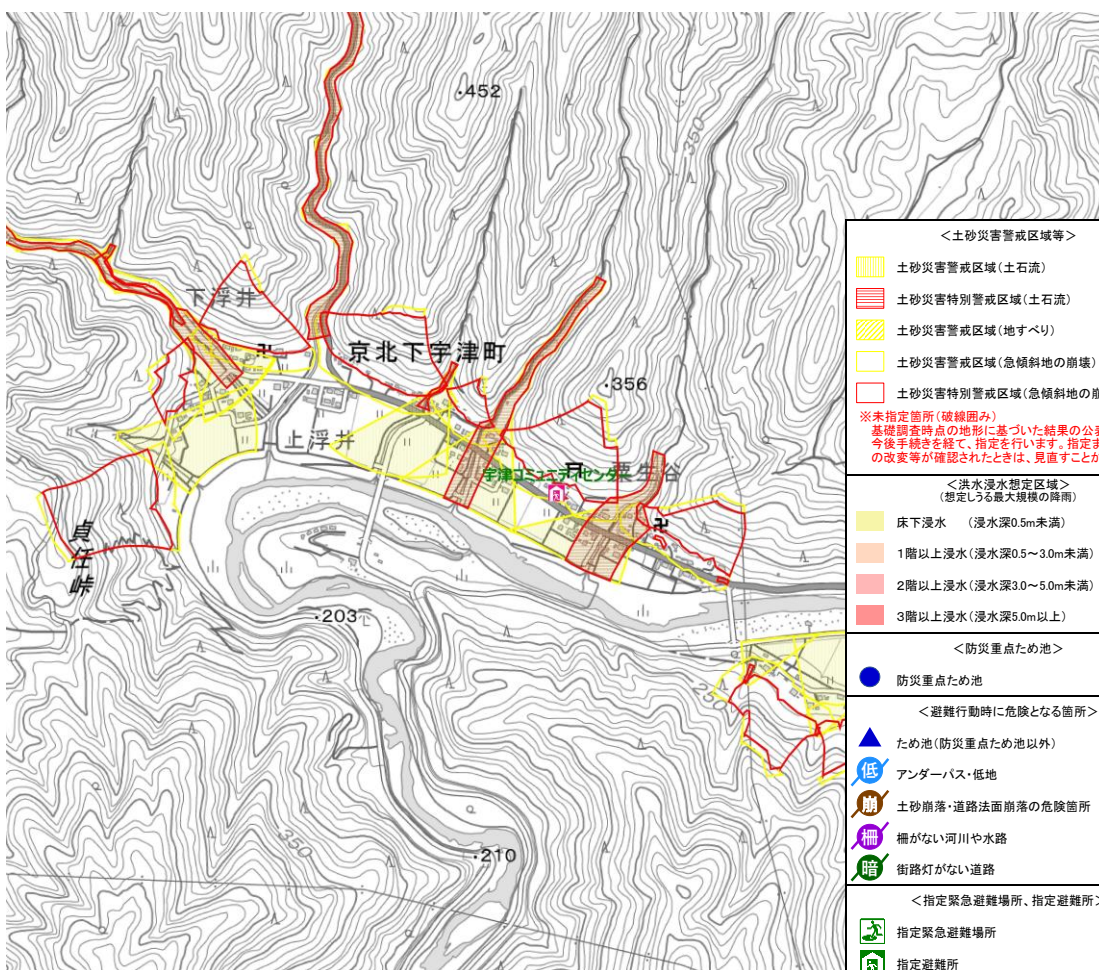 ・452
350
下浮井
卍
京北下宇津町
・356
上浮井
宇津コミュニティセンター
粟生谷
卍
貞任峠
・203
250
350
・210
＜土砂災害警戒区域等＞
土砂災害警戒区域(土石流)
土砂災害特別警戒区域(土石流)
土砂災害警戒区域(地すべり)
土砂災害警戒区域(急傾斜地の崩壊)
土砂災害特別警戒区域(急傾斜地の崩
※未指定箇所(破線囲み)
基礎調査時点の地形に基づいた結果の公表
今後手続きを経て、指定を行います。指定ま
の改変等が確認されたときは、見直すことが
＜洪水浸水想定区域＞
(想定しうる最大規模の降雨)
床下浸水　(浸水深0.5m未満)
1階以上浸水(浸水深0.5～3.0m未満)
2階以上浸水(浸水深3.0～5.0m未満)
3階以上浸水(浸水深5.0m以上)
＜防災重点ため池＞
防災重点ため池
＜避難行動時に危険となる箇所＞
ため池(防災重点ため池以外)
低 アンダーパス・低地
崩 土砂崩落・道路法面崩落の危険箇所
柵 柵がない河川や水路
暗 街路灯がない道路
＜指定緊急避難場所、指定避難所＞
指定緊急避難場所
指定避難所